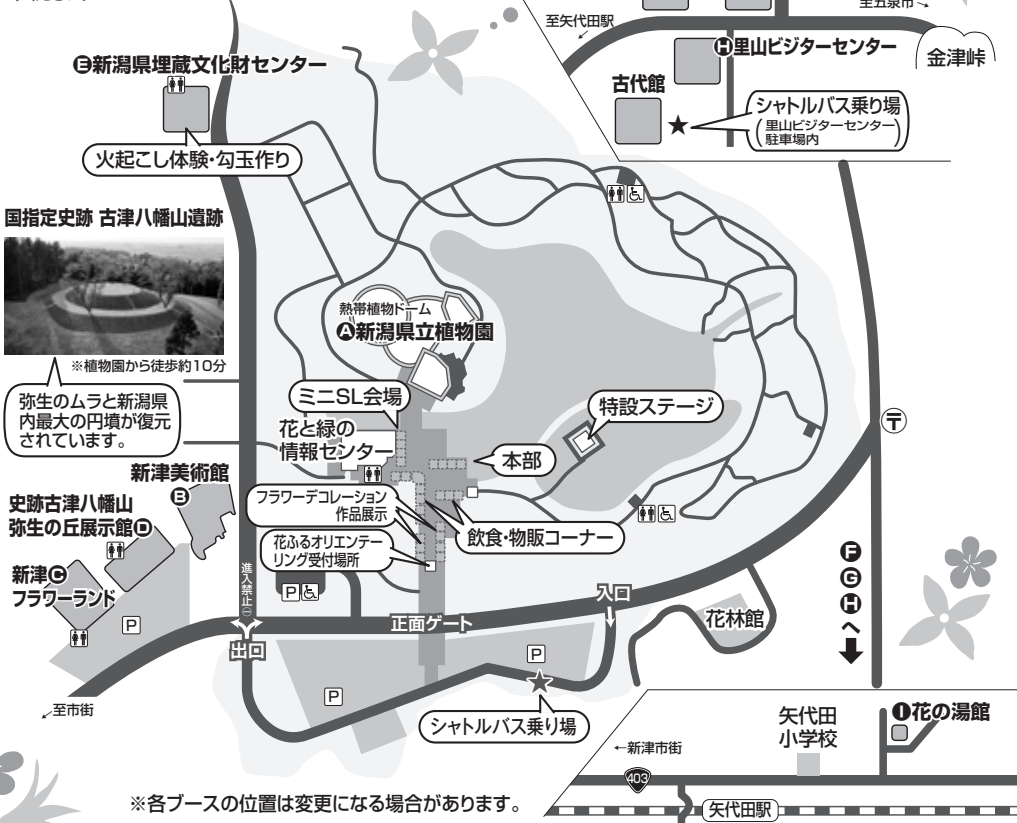 至矢代田駅
至五泉市
Ⓗ里山ビジターセンター
金津峠
古代館
シャトルバス乗り場
(里山ビジターセンター
駐車場内)
Ⓔ新潟県埋蔵文化財センター
火起こし体験・勾玉作り
国指定史跡 古津八幡山遺跡
※植物園から徒歩約10分
弥生のムラと新潟県
内最大の円墳が復元
されています。
熱帯植物ドーム
Ⓐ新潟県立植物園
ミニSL会場
花と緑の
情報センター
特設ステージ
本部
フラワーデコレーション
作品展示
飲食・物販コーナー
花ふるオリエンテー
リング受付場所
新津美術館
Ⓑ
史跡古津八幡山
弥生の丘展示館Ⓓ
新津Ⓒ
フラワーランド
P
P
進入禁止
出口
正面ゲート
入口
花林館
〒
Ⓕ
Ⓖ
Ⓗ
へ
P
P
シャトルバス乗り場
至市街
←新津市街
矢代田
小学校
Ⓘ花の湯館
403
矢代田駅
※各ブースの位置は変更になる場合があります。